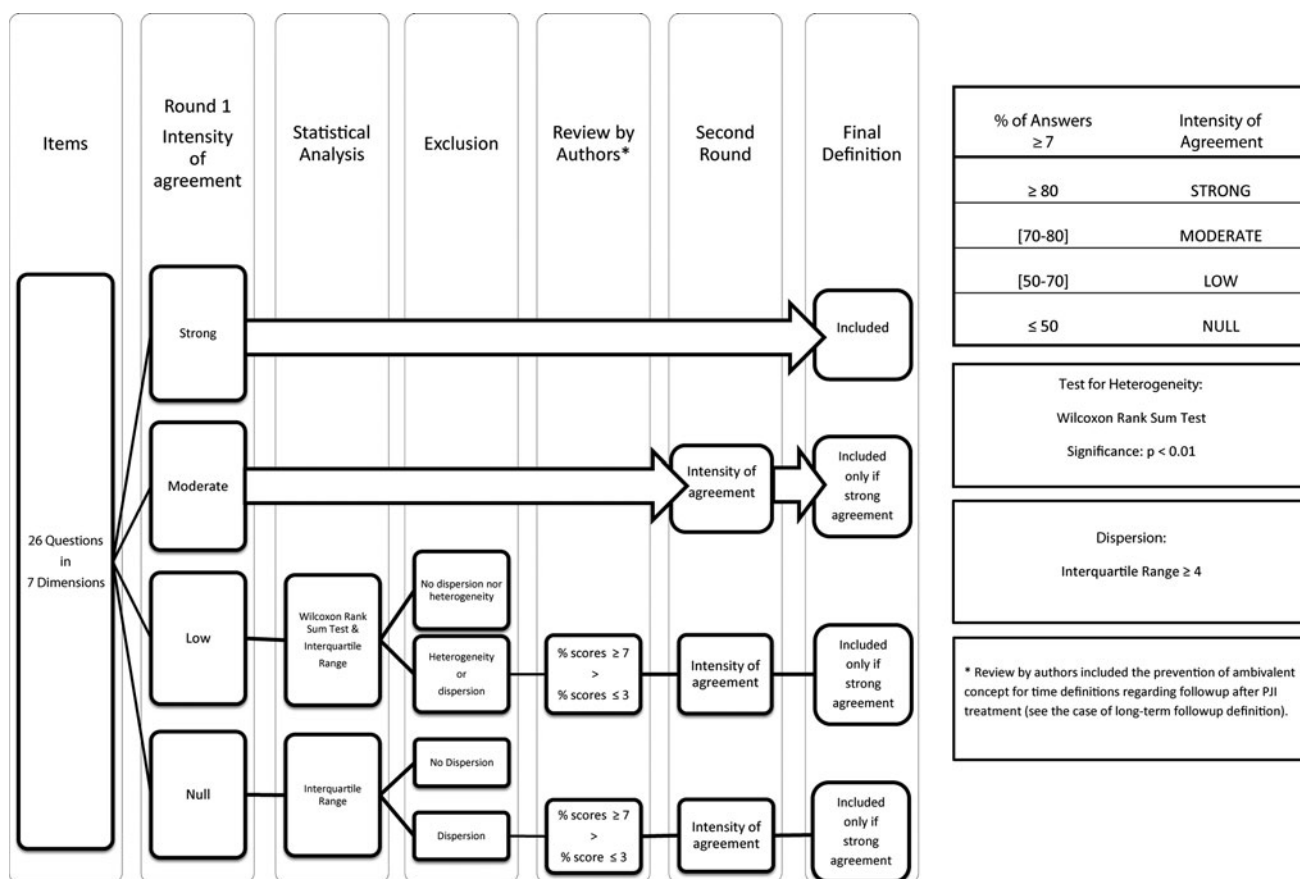 Items
Round 1
Intensity
of
agreement
Statistical
Analysis
Exclusion
Review by
Authors*
Second
Round
Final
Definition
26 Questions
in
7 Dimensions
Strong
Included
Moderate
Intensity of
agreement
Included
only if
strong
agreement
Low
Wilcoxon Rank
Sum Test &
Interquartile
Range
No dispersion nor
heterogeneity
Heterogeneity
or
dispersion
% scores ≥ 7
>
% scores ≤ 3
Intensity of
agreement
Included
only if
strong
agreement
Null
Interquartile
Range
No Dispersion
Dispersion
% scores ≥ 7
>
% score ≤ 3
Intensity of
agreement
Included
only if
strong
agreement
% of Answers
≥ 7
Intensity of
Agreement
≥ 80 STRONG
[70-80] MODERATE
[50-70] LOW
≤ 50 NULL
Test for Heterogeneity:
Wilcoxon Rank Sum Test
Significance: p < 0.01
Dispersion:
Interquartile Range ≥ 4
* Review by authors included the prevention of ambivalent
concept for time definitions regarding followup after PJI
treatment (see the case of long-term followup definition).